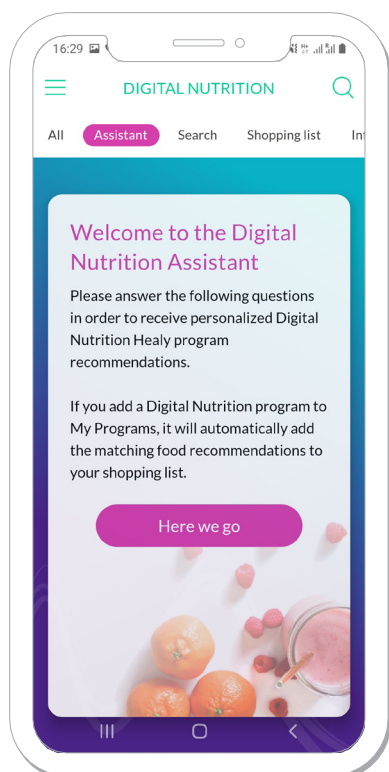 16:29
DIGITAL NUTRITION
All Assistant Search Shopping list
Welcome to the Digital
Nutrition Assistant
Please answer the following questions
in order to receive personalized Digital
Nutrition Healy program
recommendations.
If you add a Digital Nutrition program to
My Programs, it will automatically add
the matching food recommendations to
your shopping list.
Here we go